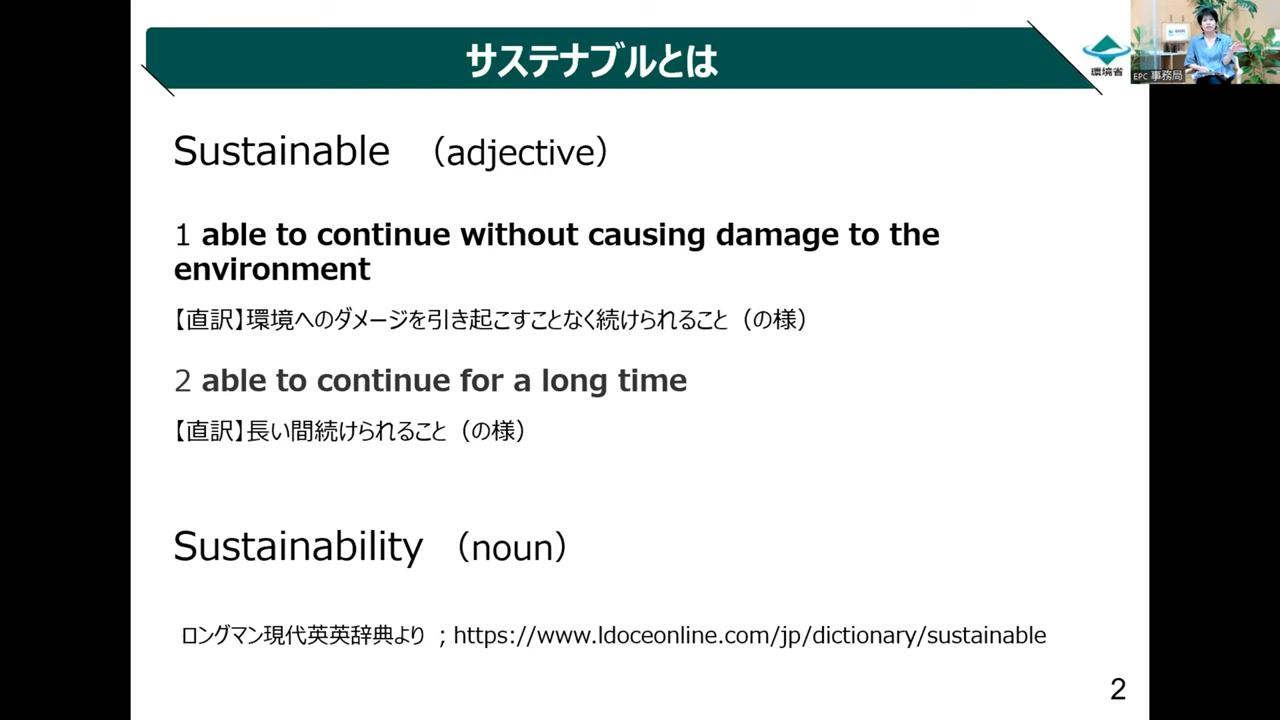 サステナブルとは
環境省
EPC 事務局
Sustainable （adjective）
1 able to continue without causing damage to the
environment
【直訳】環境へのダメージを引き起こすことなく続けられること（の様）
2 able to continue for a long time
【直訳】長い間続けられること（の様）
Sustainability （noun）
ロングマン現代英英辞典より ；https://www.ldoceonline.com/jp/dictionary/sustainable
2